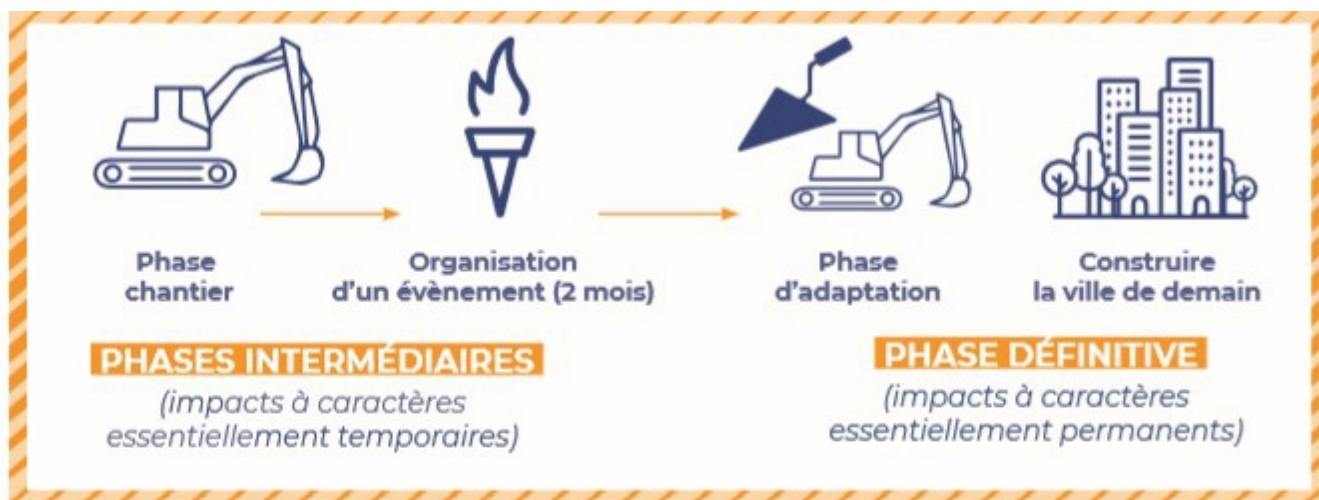 Phase
chantier
Organisation
d'un évènement (2 mois)
Phase
d'adaptation
Construire
la ville de demain
PHASES INTERMÉDIAIRES
(impacts à caractères
essentiellement temporaires)
PHASE DÉFINITIVE
(impacts à caractères
essentiellement permanents)